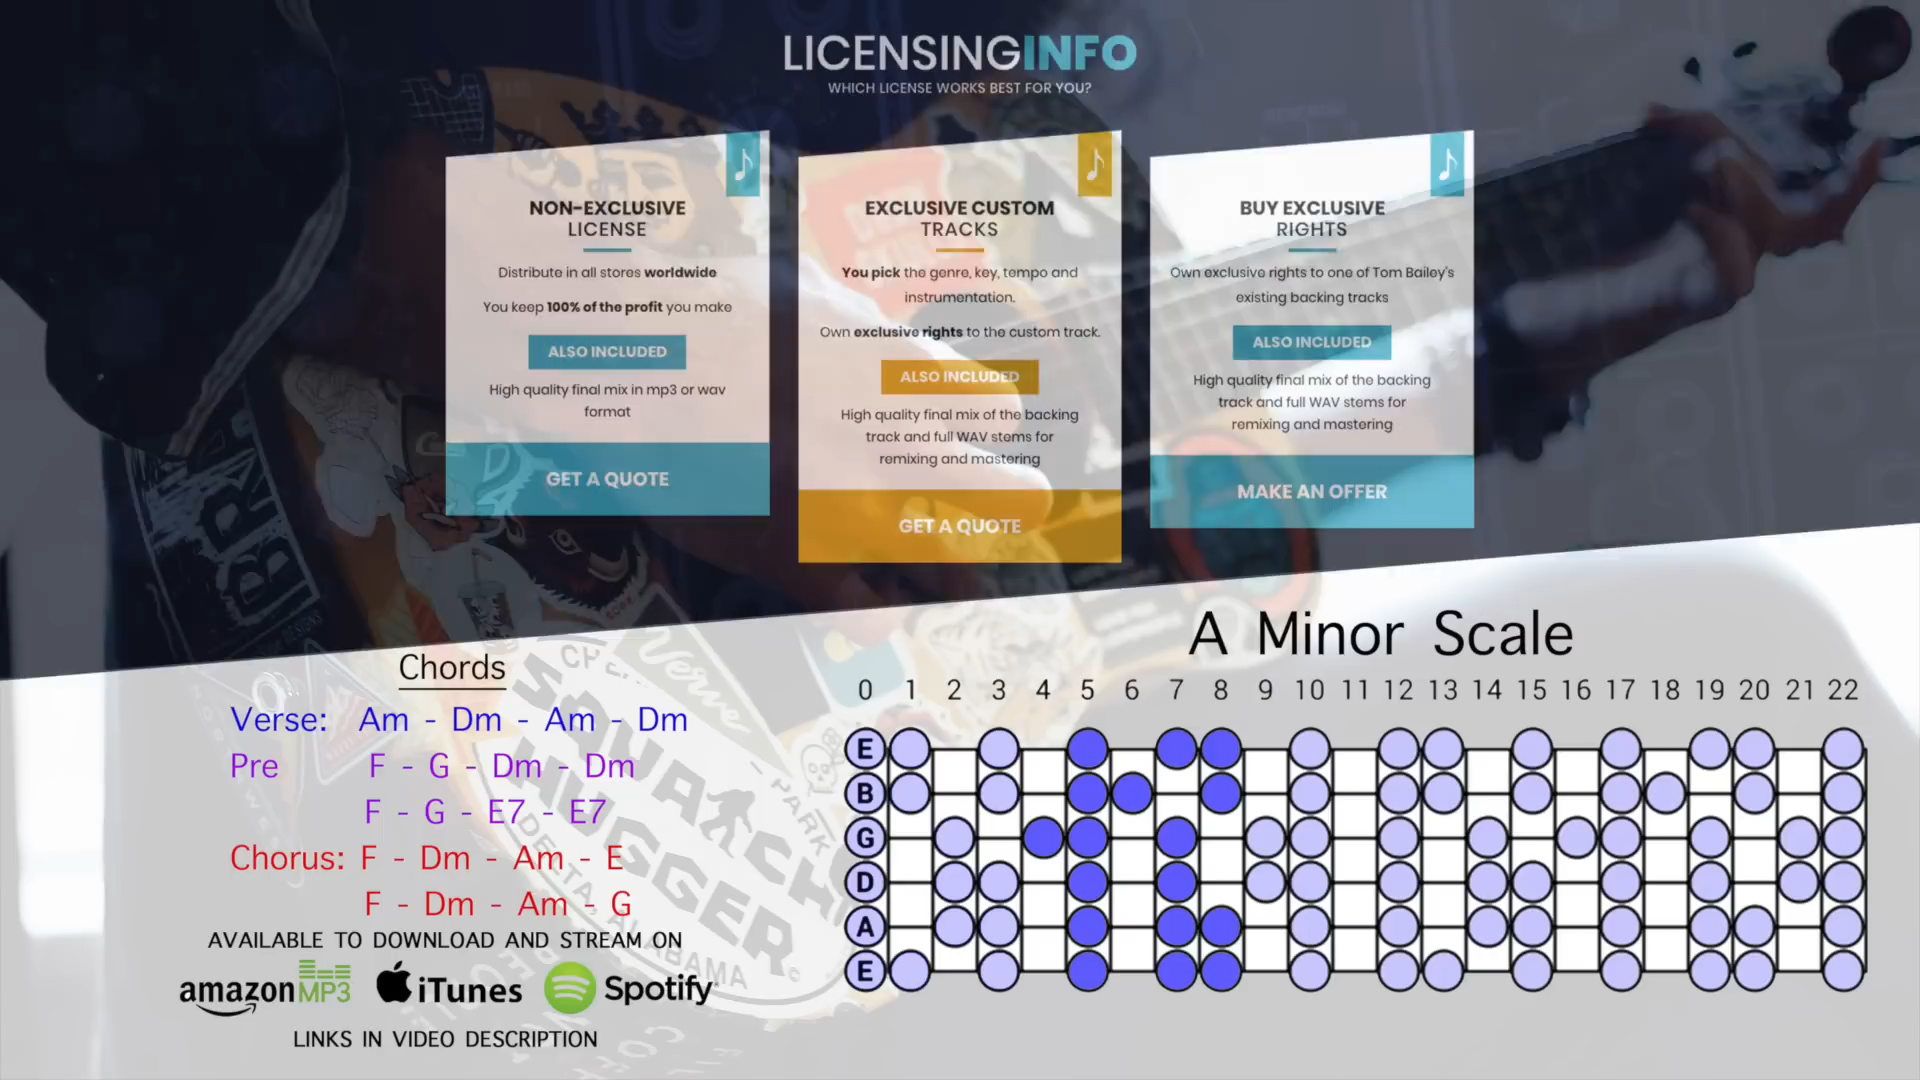 LICENSINGINFO
WHICH LICENSE WORKS BEST FOR YOU?
NON-EXCLUSIVE
LICENSE
Distribute in all stores worldwide
You keep 100% of the profit you make
ALSO INCLUDED
High quality final mix in mp3 or wav
format
GET A QUOTE
EXCLUSIVE CUSTOM
TRACKS
You pick the genre, key, tempo and
instrumentation.
Own exclusive rights to the custom track.
ALSO INCLUDED
High quality final mix of the backing
track and full WAV stems for
remixing and mastering
GET A QUOTE
BUY EXCLUSIVE
RIGHTS
Own exclusive rights to one of Tom Bailey's
existing backing tracks
ALSO INCLUDED
High quality final mix of the backing
track and full WAV stems for
remixing and mastering
MAKE AN OFFER
Chords
Verse: Am - Dm - Am - Dm
Pre F - G - Dm - Dm
F - G - E7 - E7
Chorus: F - Dm - Am - E
F - Dm - Am - G
AVAILABLE TO DOWNLOAD AND STREAM ON
amazonMP3 iTunes Spotify
LINKS IN VIDEO DESCRIPTION
A Minor Scale
0 1 2 3 4 5 6 7 8 9 10 11 12 13 14 15 16 17 18 19 20 21 22
E
B
G
D
A
E
Verve
SQUATCH
HUGGER
PARK
DELTA, ALABAMA